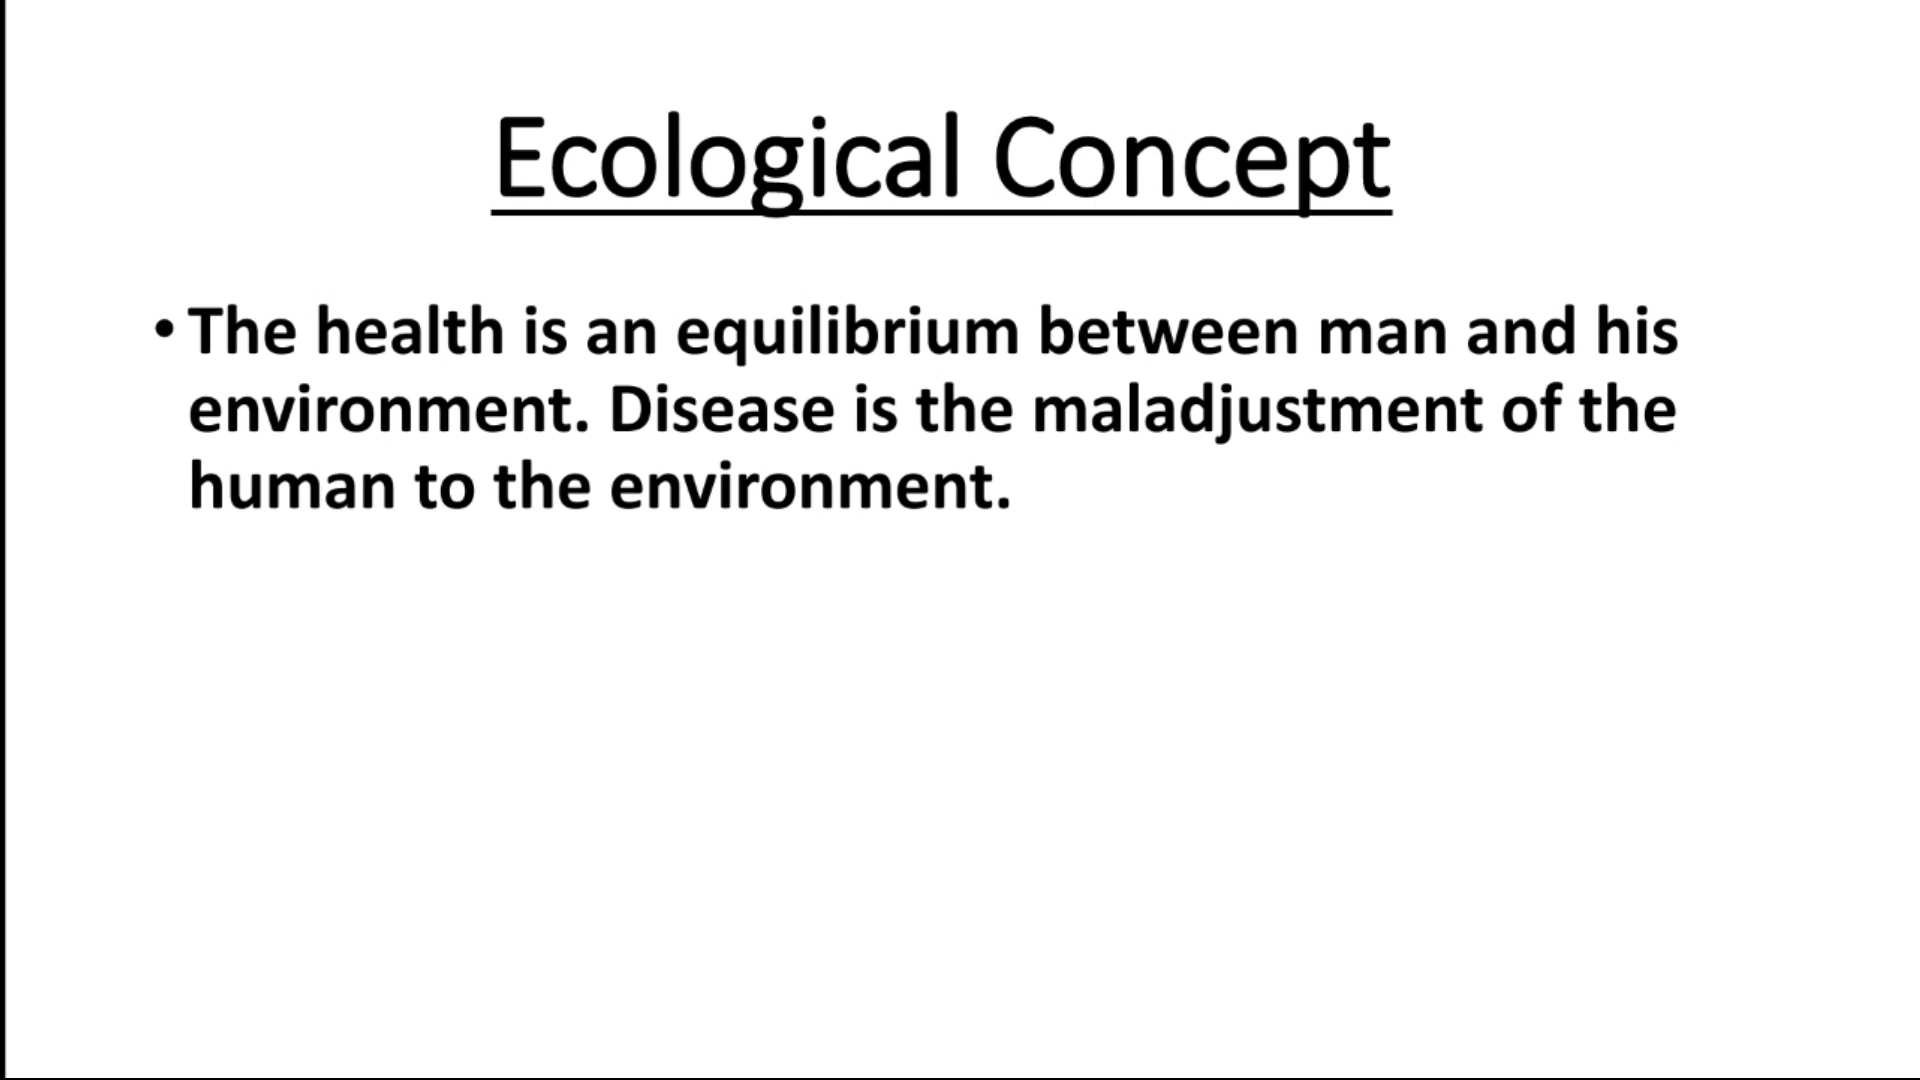 Ecological Concept
• The health is an equilibrium between man and his
environment. Disease is the maladjustment of the
human to the environment.